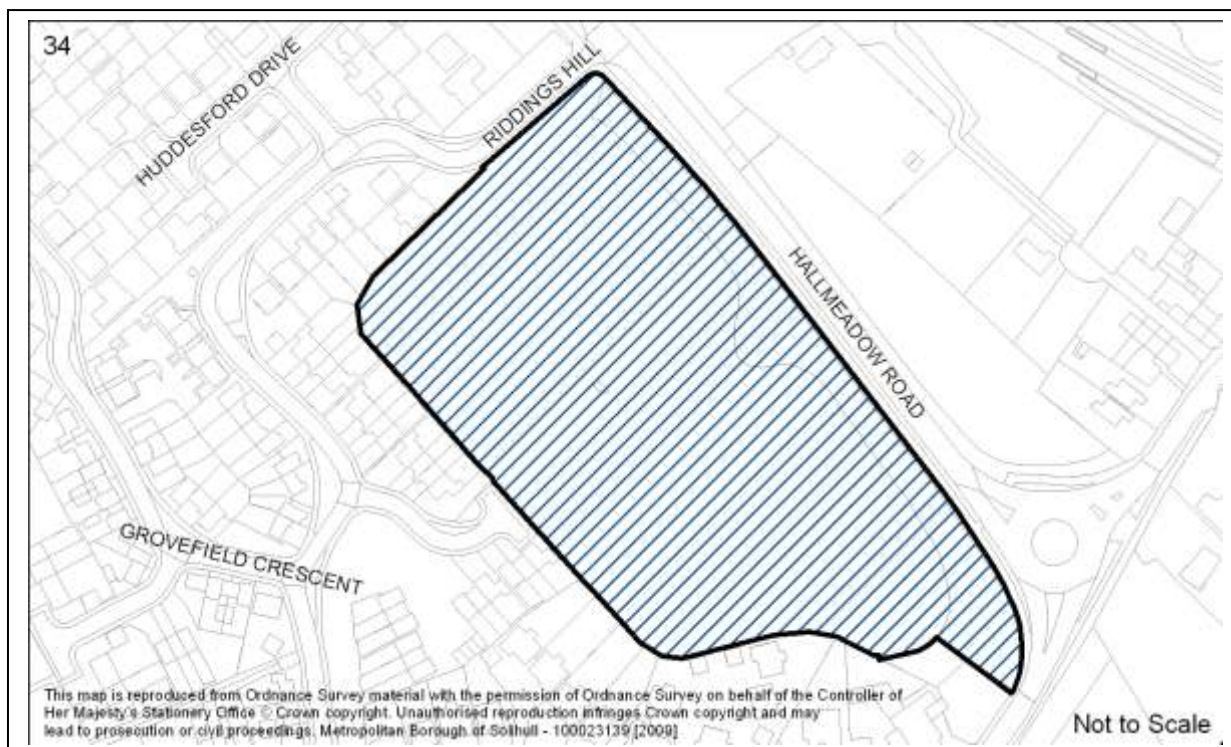 34
HUDDESFORD DRIVE
RIDDINGS HILL
HALLMEADOW ROAD
GROVEFIELD CRESCENT
This map is reproduced from Ordnance Survey material with the permission of Ordnance Survey on behalf of the Controller of
Her Majesty's Stationery Office © Crown copyright. Unauthorised reproduction infringes Crown copyright and may
lead to prosecution or civil proceedings. Metropolitan Borough of Solihull - 100023139 [2009]
Not to Scale